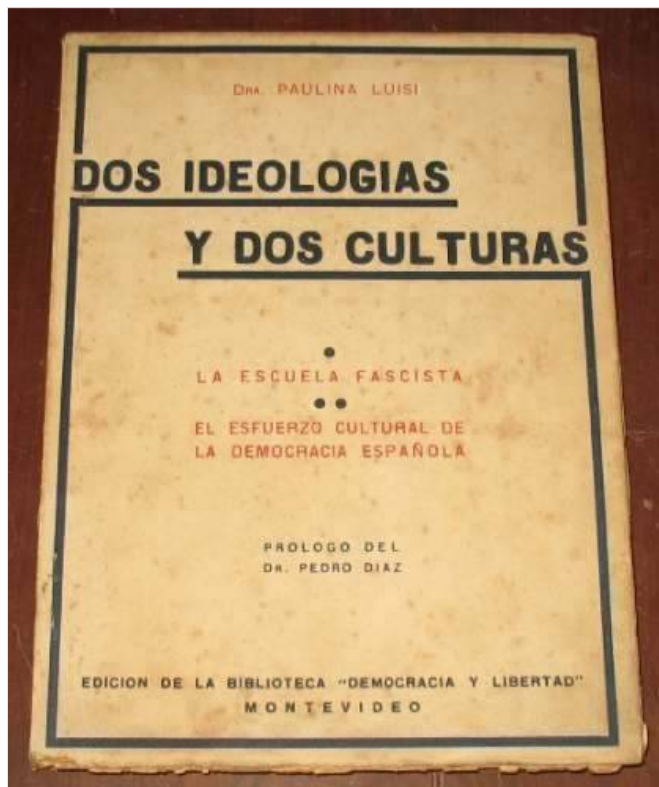 DRA. PAULINA LUISI
DOS IDEOLOGIAS
Y DOS CULTURAS
LA ESCUELA FASCISTA
EL ESFUERZO CULTURAL DE
LA DEMOCRACIA ESPAÑOLA
PROLOGO DEL
DR. PEDRO DIAZ
EDICION DE LA BIBLIOTECA "DEMOCRACIA Y LIBERTAD"
MONTEVIDEO